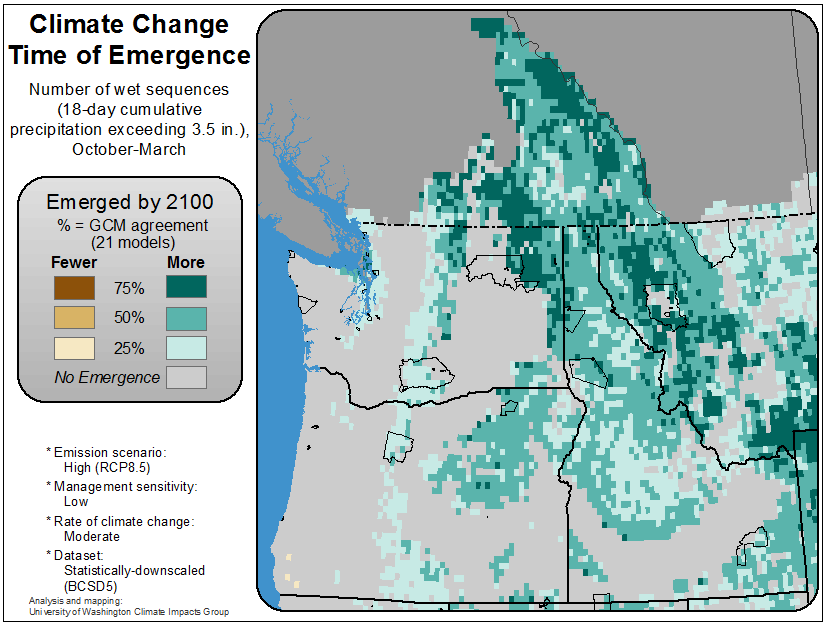 Climate Change
Time of Emergence
Number of wet sequences
(18-day cumulative
precipitation exceeding 3.5 in.),
October-March
Emerged by 2100
% = GCM agreement
(21 models)
Fewer More
75%
50%
25%
No Emergence
* Emission scenario:
High (RCP8.5)
* Management sensitivity:
Low
* Rate of climate change:
Moderate
* Dataset:
Statistically-downscaled
(BCSD5)
Analysis and mapping:
University of Washington Climate Impacts Group